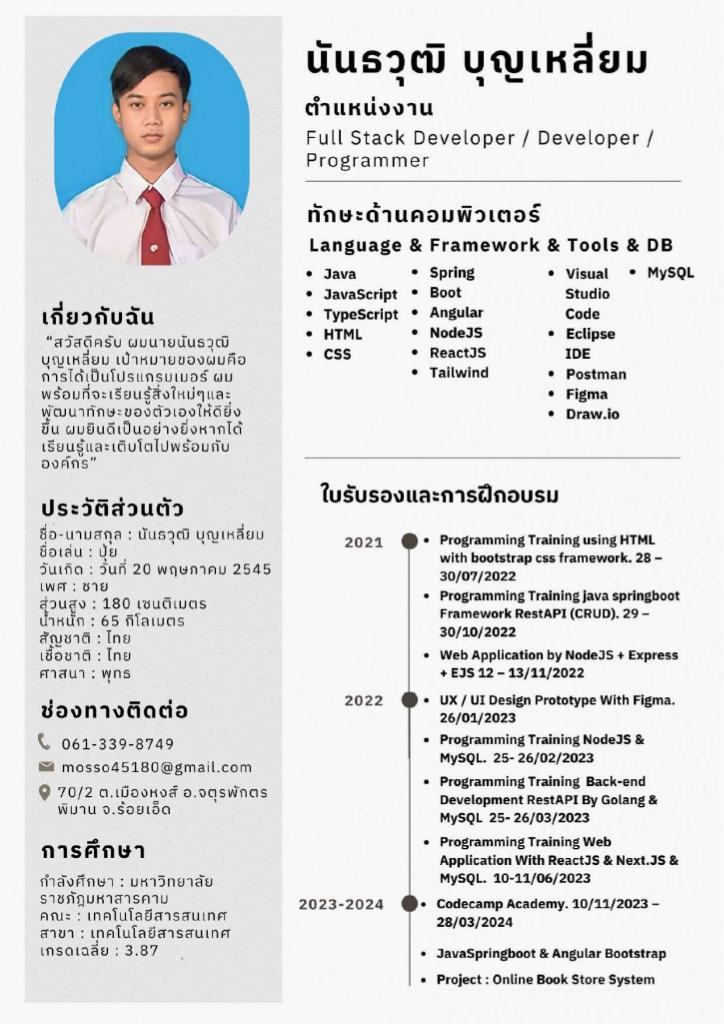 นันธวุฒิ บุญเหลี่ยม
ตำแหน่งงาน
Full Stack Developer / Developer /
Programmer
ทักษะด้านคอมพิวเตอร์
Language & Framework & Tools & DB
• Java
• JavaScript
• TypeScript
• HTML
• CSS
• Spring
• Boot
• Angular
• NodeJS
• ReactJS
• Tailwind
• Visual
Studio
Code
• Eclipse
IDE
• Postman
• Figma
• Draw.io
• MySQL
เกี่ยวกับฉัน
“สวัสดีครับ ผมนายนันธวุฒิ
บุญเหลี่ยม เป้าหมายของผมคือ
การได้เป็นโปรแกรมเมอร์ ผม
พร้อมที่จะเรียนรู้สิ่งใหม่ๆและ
พัฒนาทักษะของตัวเองให้ดียิ่ง
ขึ้น ผมยินดีเป็นอย่างยิ่งหากได้
เรียนรู้และเติบโตไปพร้อมกับ
องค์กร”
ประวัติส่วนตัว
ชื่อ-นามสกุล : นันธวุฒิ บุญเหลี่ยม
ชื่อเล่น : ปุ้ย
วันเกิด : วันที่ 20 พฤษภาคม 2545
เพศ : ชาย
ส่วนสูง : 180 เซนติเมตร
น้ำหนัก : 65 กิโลเมตร
สัญชาติ : ไทย
เชื้อชาติ : ไทย
ศาสนา : พุทธ
ช่องทางติดต่อ
061-339-8749
mosso45180@gmail.com
70/2 ต.เมืองหงส์ อ.จตุรพักตร
พิมาน จ.ร้อยเอ็ด
การศึกษา
กำลังศึกษา : มหาวิทยาลัย
ราชภัฎมหาสารคาม
คณะ : เทคโนโลยีสารสนเทศ
สาขา : เทคโนโลยีสารสนเทศ
เกรดเฉลี่ย : 3.87
ใบรับรองและการฝึกอบรม
2021
• Programming Training using HTML
with bootstrap css framework. 28 –
30/07/2022
• Programming Training java springboot
Framework RestAPI (CRUD). 29 –
30/10/2022
• Web Application by NodeJS + Express
+ EJS 12 – 13/11/2022
2022
• UX / UI Design Prototype With Figma.
26/01/2023
• Programming Training NodeJS &
MySQL. 25- 26/02/2023
• Programming Training Back-end
Development RestAPI By Golang &
MySQL 25- 26/03/2023
• Programming Training Web
Application With ReactJS & Next.JS &
MySQL. 10-11/06/2023
2023-2024
• Codecamp Academy. 10/11/2023 –
28/03/2024
• JavaSpringboot & Angular Bootstrap
• Project : Online Book Store System